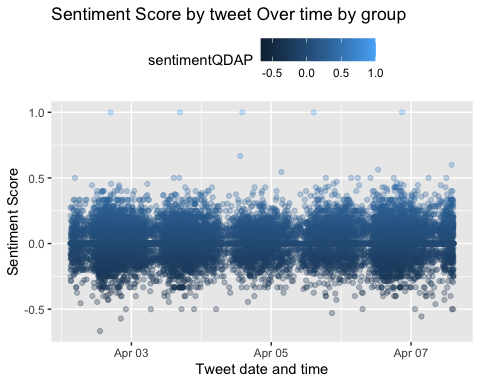 Sentiment Score by tweet Over time by group
sentimentQDAP
-0.5 0.0 0.5 1.0
1.0
0.5
0.0
-0.5
Sentiment Score
Apr 03 Apr 05 Apr 07
Tweet date and time